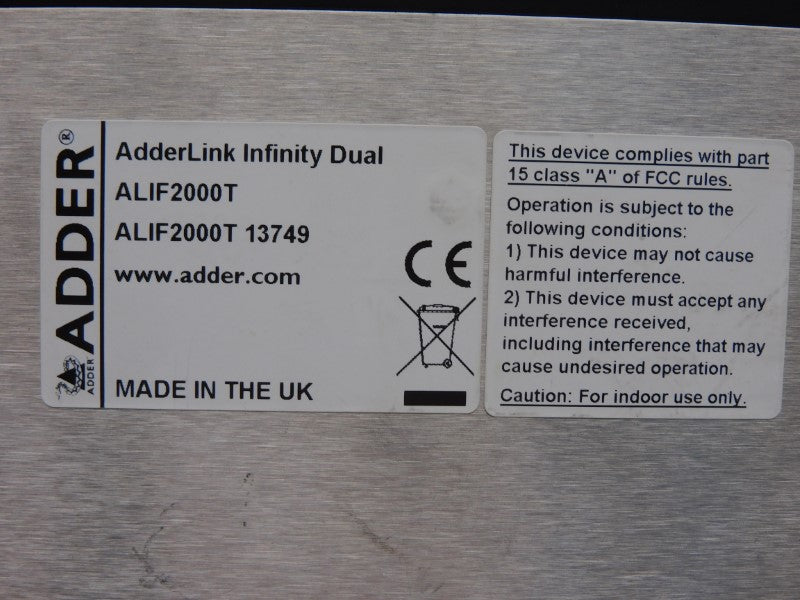 ADDER®
ADDER
AdderLink Infinity Dual
ALIF2000T
ALIF2000T 13749
www.adder.com
CE
MADE IN THE UK
This device complies with part
15 class "A" of FCC rules.
Operation is subject to the
following conditions:
1) This device may not cause
harmful interference.
2) This device must accept any
interference received,
including interference that may
cause undesired operation.
Caution: For indoor use only.